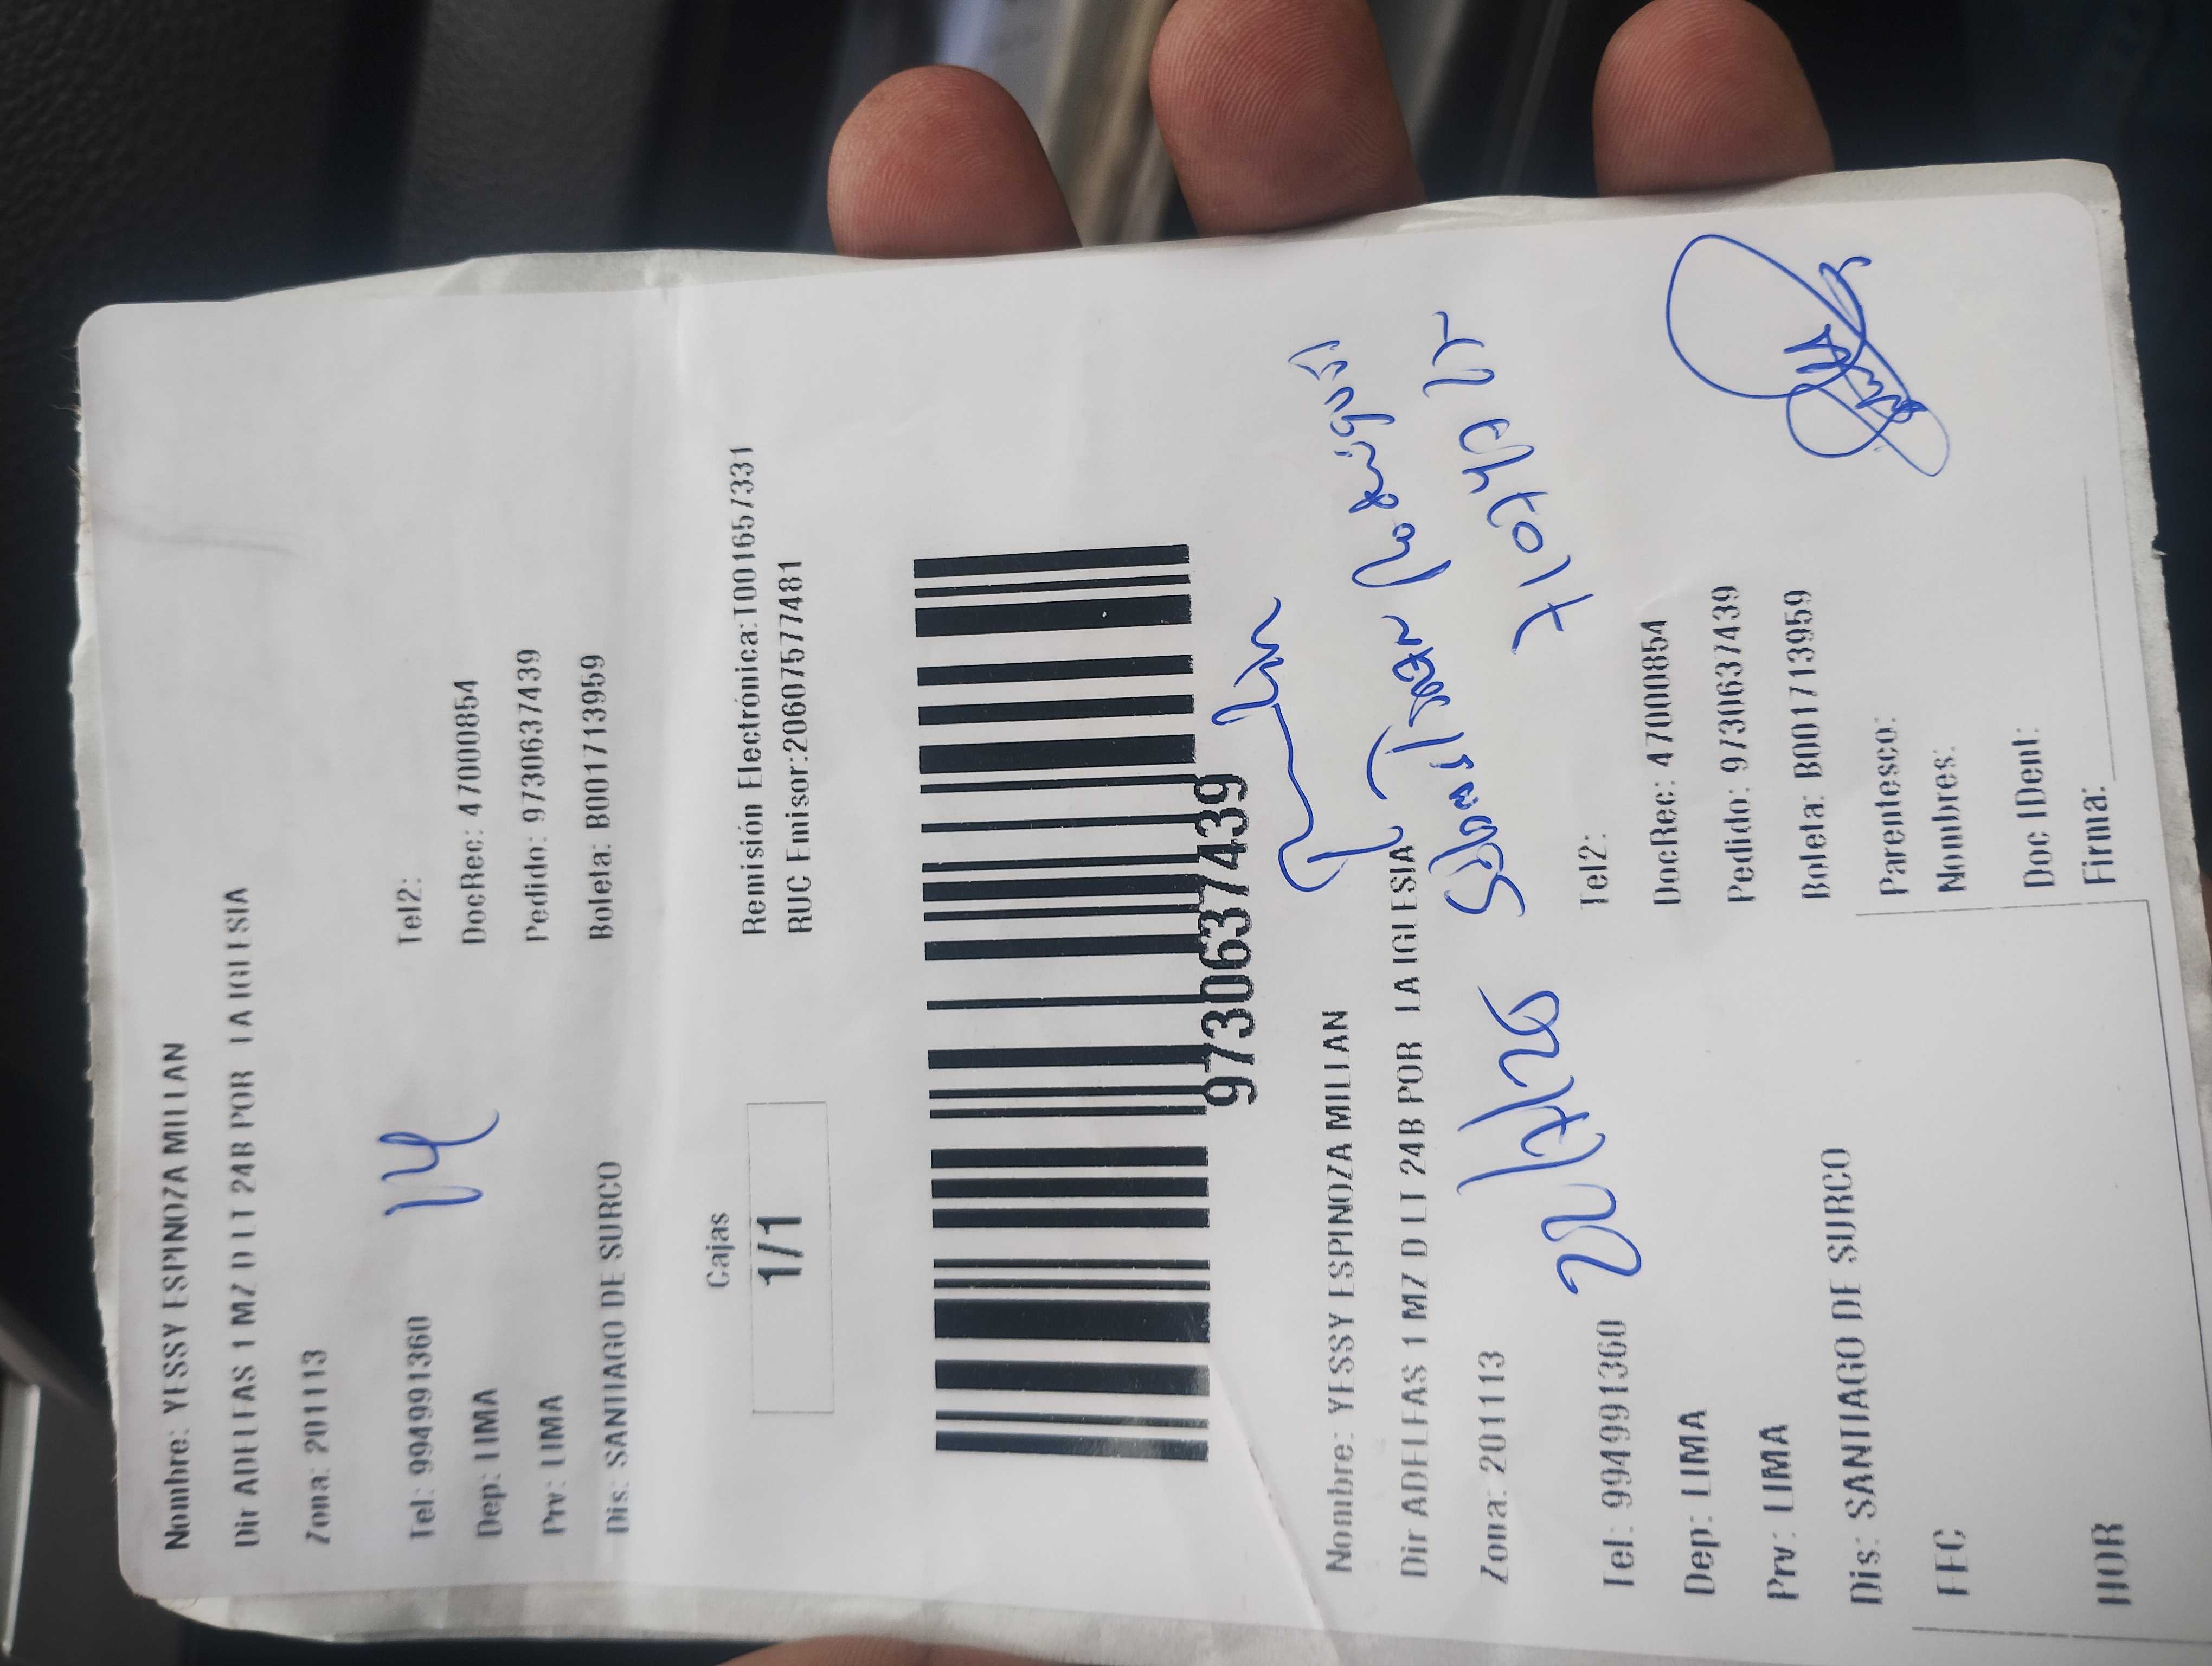 Nombre: YESSY ESPINOZA MILLAN
Dir ADELFAS 1 MZ D LT 24B POR LA IGLESIA
Zona: 201113
14
Tel: 994991360 Tel2:
Dep: LIMA DocRec: 47000854
Prv: LIMA Pedido: 9730637439
Dis: SANTIAGO DE SURCO Boleta: B001713959
Cajas
1/1
Remisión Electrónica:T001657331
RUC Emisor:20607577481
9730637439
Nombre: YESSY ESPINOZA MILLAN
Dir ADELFAS 1 MZ D LT 24B POR LA IGLESIA
Sebastian
Zona: 201113
Tel: 994991360 Tel2:
Dep: LIMA DocRec: 47000854
Prv: LIMA Pedido: 9730637439
Dis: SANTIAGO DE SURCO Boleta: B001713959
FEC Parentesco:
Nombres:
Doc IDent:
HOR Firma: